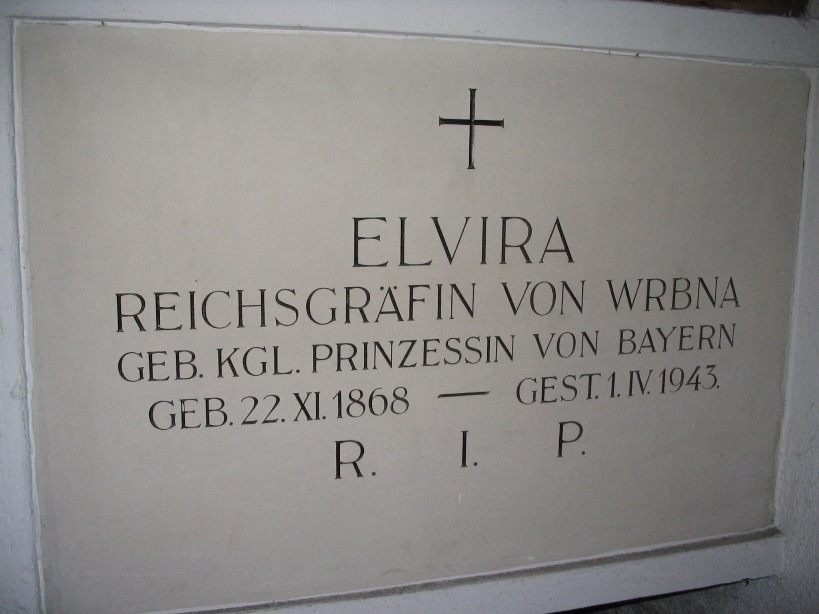 ELVIRA
REICHSGRÄFIN VON WRBNA
GEB. KGL. PRINZESSIN VON BAYERN
GEB. 22. XI. 1868 — GEST. 1. IV. 1943.
R. I. P.